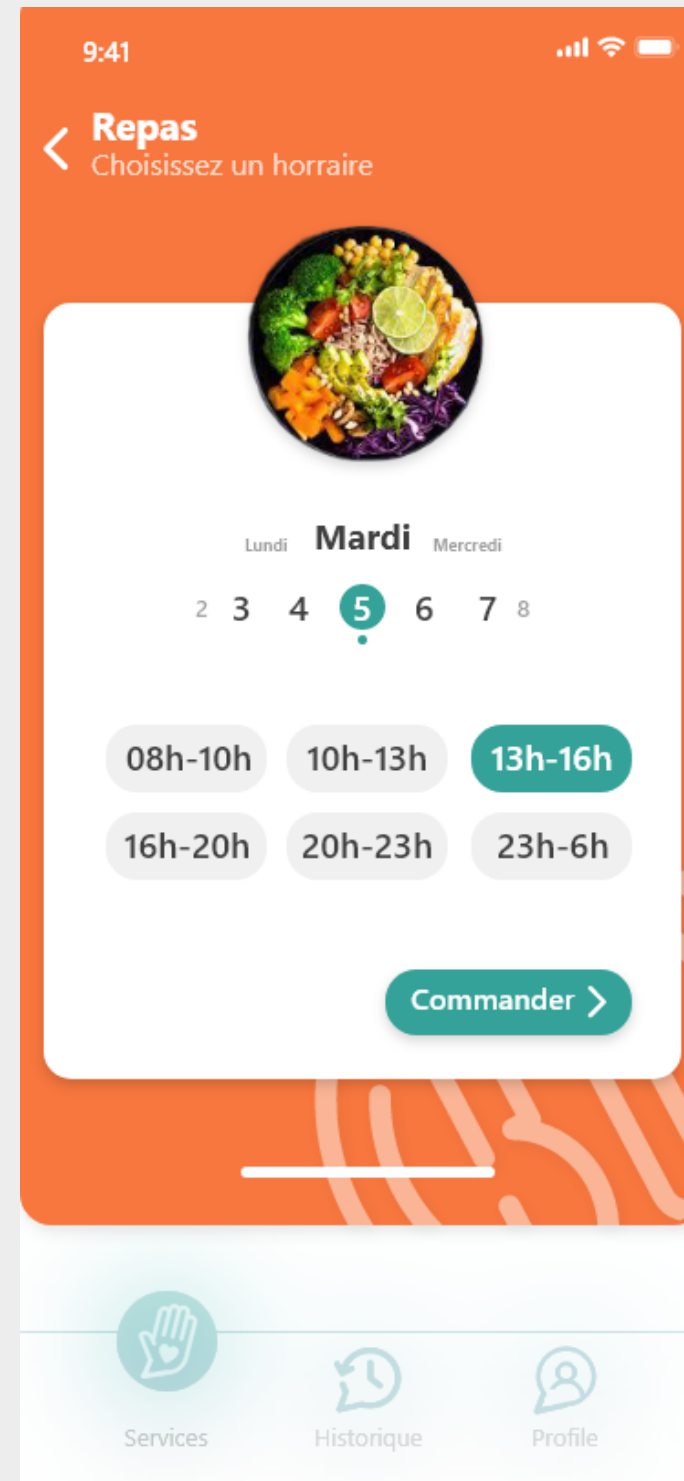 9:41
Repas
Choisissez un horraire
Lundi Mardi Mercredi
2 3 4 5 6 7 8
08h-10h 10h-13h 13h-16h
16h-20h 20h-23h 23h-6h
Commander
Services Historique Profile